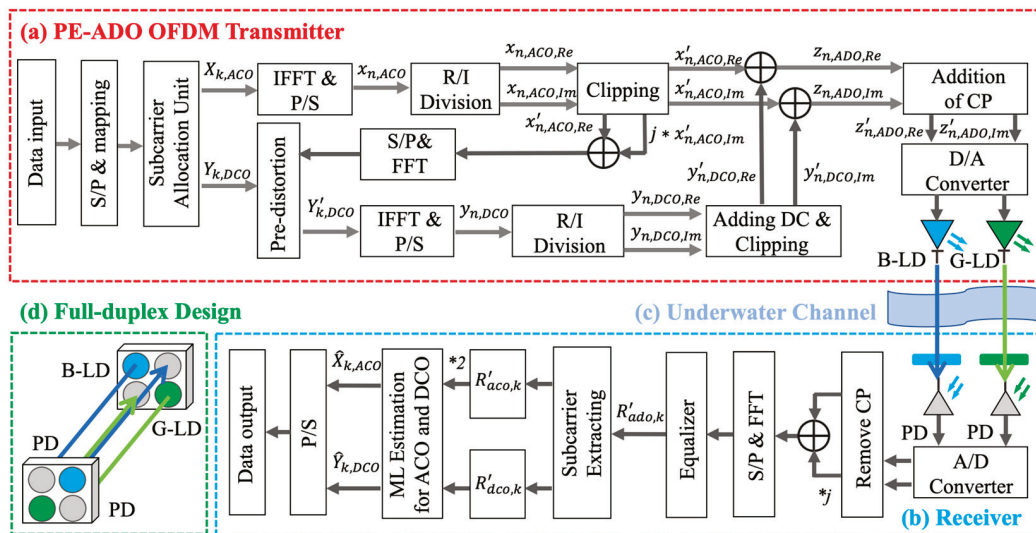 (a) PE-ADO OFDM Transmitter
Data input
S/P & mapping
Subcarrier
Allocation Unit
X_{k,ACO}
Y_{k,DCO}
IFFT &
P/S
x_{n,ACO}
R/I
Division
x_{n,ACO,Re}
x_{n,ACO,Im}
Clipping
x'_{n,ACO,Re}
x'_{n,ACO,Im}
z_{n,ADO,Re}
z_{n,ADO,Im}
Addition
of CP
x'_{n,ACO,Re}
j * x'_{n,ACO,Im}
S/P&
FFT
Pre-distortion
Y'_{k,DCO}
IFFT &
P/S
y_{n,DCO}
R/I
Division
y_{n,DCO,Re}
y_{n,DCO,Im}
Adding DC &
Clipping
y'_{n,DCO,Re}
y'_{n,DCO,Im}
z'_{n,ADO,Re}
z'_{n,ADO,Im}
D/A
Converter
B-LD
G-LD
(c) Underwater Channel
(d) Full-duplex Design
B-LD
G-LD
PD
PD
(b) Receiver
PD
PD
A/D
Converter
Remove CP
*j
S/P & FFT
Equalizer
R'_{ado,k}
Subcarrier
Extracting
R'_{aco,k}
R'_{dco,k}
*2
ML Estimation
for ACO and DCO
X̂_{k,ACO}
Ŷ_{k,DCO}
P/S
Data output